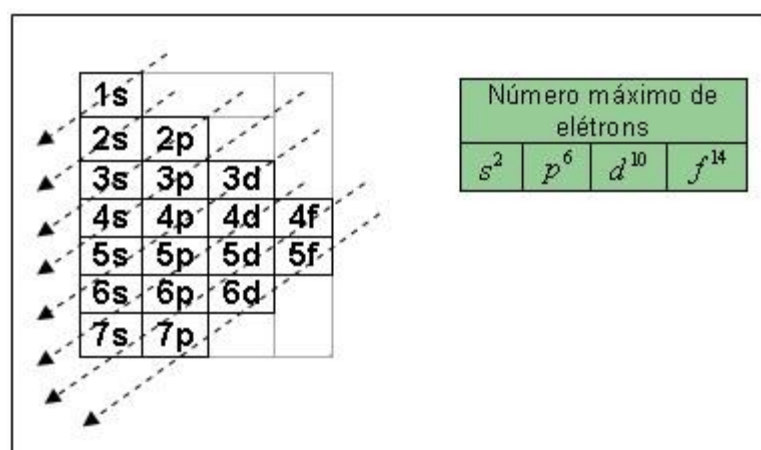 1s
2s 2p
3s 3p 3d
4s 4p 4d 4f
5s 5p 5d 5f
6s 6p 6d
7s 7p
Número máximo de
elétrons
s² p⁶ d¹⁰ f¹⁴